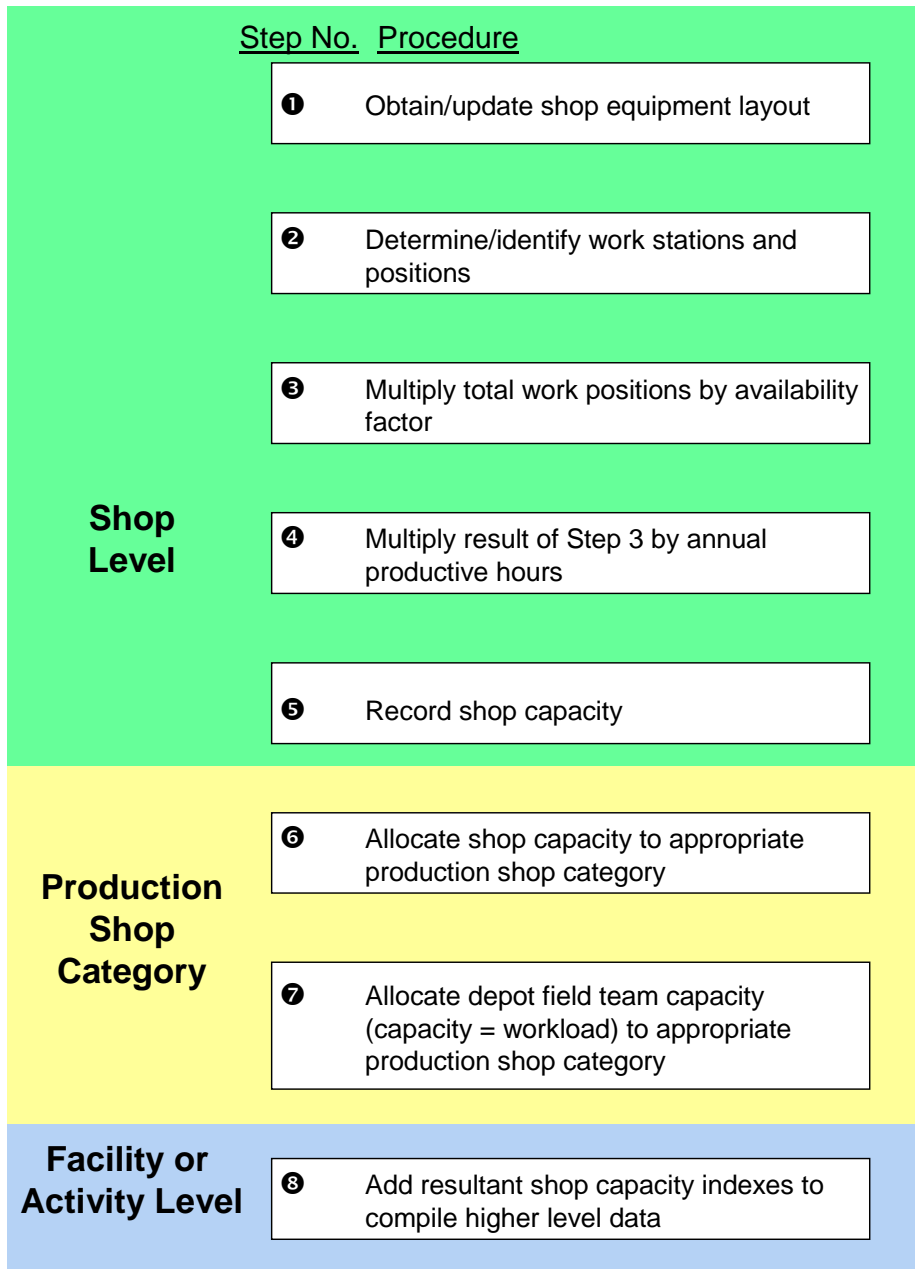 Step No. Procedure
❶ Obtain/update shop equipment layout
❷ Determine/identify work stations and
positions
❸ Multiply total work positions by availability
factor
Shop
Level
❹ Multiply result of Step 3 by annual
productive hours
❺ Record shop capacity
❻ Allocate shop capacity to appropriate
production shop category
Production
Shop
Category
❼ Allocate depot field team capacity
(capacity = workload) to appropriate
production shop category
Facility or
Activity Level
❽ Add resultant shop capacity indexes to
compile higher level data